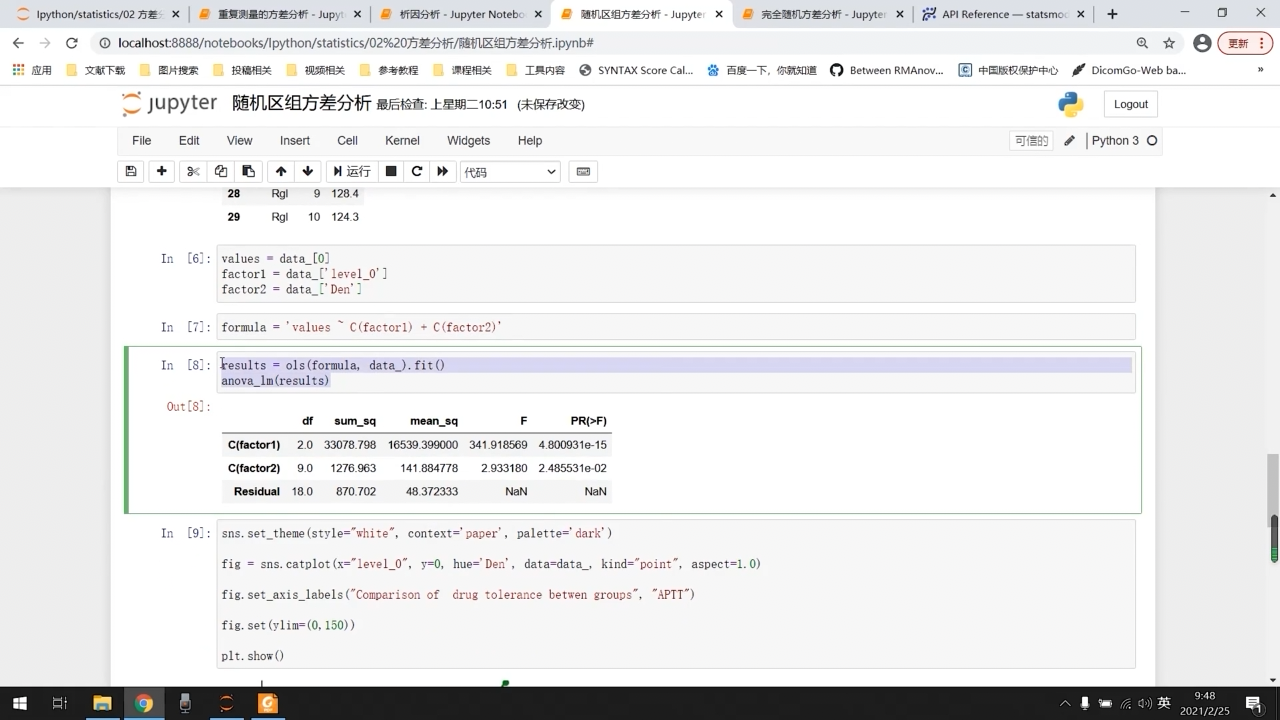 Ipython/statistics/02 方差分
重复测量的方差分析 - Jupyter
析因分析 - Jupyter Notebo
随机区组方差分析 - Jupyter
完全随机方差分析 - Jupyter
API Reference — statsmod
localhost:8888/notebooks/Ipython/statistics/02%20方差分析/随机区组方差分析.ipynb#
更新
应用 文献下载 图片搜索 投稿相关 视频相关 参考教程 课程相关 工具内容 SYNTAX Score Cal... 百度一下，你就知道 Between RMAnov... 中国版权保护中心 DicomGo-Web ba... »
jupyter 随机区组方差分析 最后检查: 上星期二10:51 (未保存改变) Logout
File Edit View Insert Cell Kernel Widgets Help 可信的 Python 3
运行 代码
28 Rgl 9 128.4
29 Rgl 10 124.3
In [6]: values = data_[0]
factor1 = data_['level_0']
factor2 = data_['Den']
In [7]: formula = 'values ~ C(factor1) + C(factor2)'
In [8]: results = ols(formula, data_).fit()
anova_lm(results)
Out[8]:
df sum_sq mean_sq F PR(>F)
C(factor1) 2.0 33078.798 16539.399000 341.918569 4.800931e-15
C(factor2) 9.0 1276.963 141.884778 2.933180 2.485531e-02
Residual 18.0 870.702 48.372333 NaN NaN
In [9]: sns.set_theme(style="white", context='paper', palette='dark')
fig = sns.catplot(x="level_0", y=0, hue='Den', data=data_, kind="point", aspect=1.0)
fig.set_axis_labels("Comparison of  drug tolerance betwen groups", "APTT")
fig.set(ylim=(0,150))
plt.show()
英
9:48
2021/2/25
1